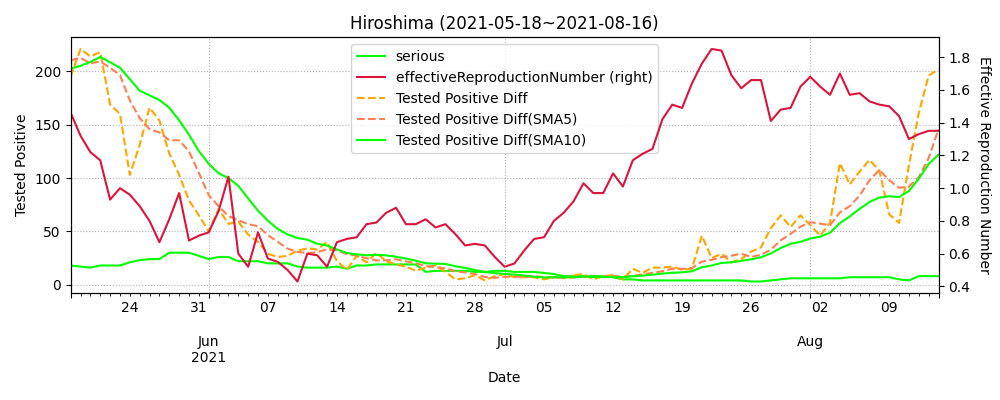 Hiroshima (2021-05-18~2021-08-16)
serious
effectiveReproductionNumber (right)
Tested Positive Diff
Tested Positive Diff(SMA5)
Tested Positive Diff(SMA10)
Tested Positive
200
150
100
50
0
1.8
1.6
1.4
1.2
1.0
0.8
0.6
0.4
Effective Reproduction Number
24
31
07
14
21
28
05
12
19
26
02
09
Jun
2021
Jul
Aug
Date